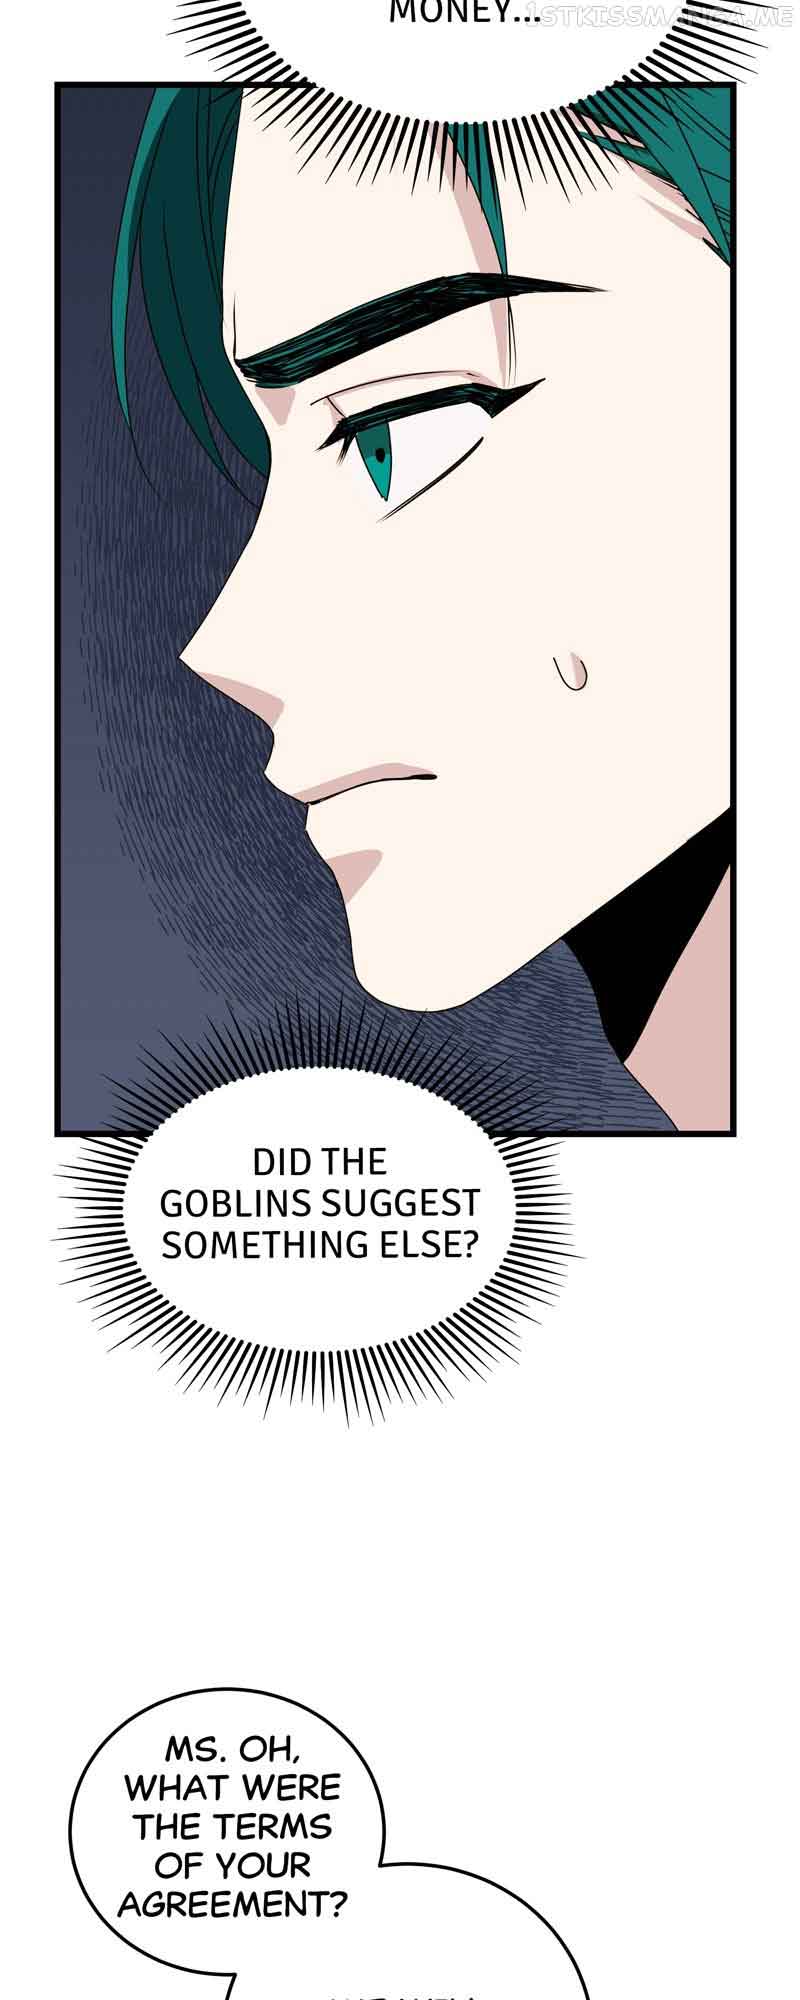 MONEY...
1STKISSMANGA.ME
DID THE
GOBLINS SUGGEST
SOMETHING ELSE?
MS. OH,
WHAT WERE
THE TERMS
OF YOUR
AGREEMENT?